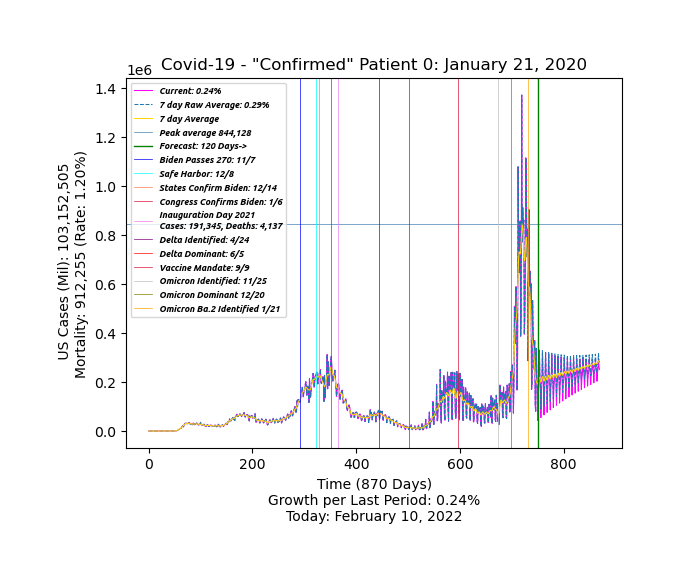 Covid-19 - "Confirmed" Patient 0: January 21, 2020
1e6
1.4
1.2
1.0
0.8
0.6
0.4
0.2
0.0
US Cases (Mil): 103,152,505
Mortality: 912,255 (Rate: 1.20%)
Current: 0.24%
7 day Raw Average: 0.29%
7 day Average
Peak average 844,128
Forecast: 120 Days->
Biden Passes 270: 11/7
Safe Harbor: 12/8
States Confirm Biden: 12/14
Congress Confirms Biden: 1/6
Inauguration Day 2021
Cases: 191,345, Deaths: 4,137
Delta Identified: 4/24
Delta Dominant: 6/5
Vaccine Mandate: 9/9
Omicron Identified: 11/25
Omicron Dominant 12/20
Omicron Ba.2 Identified 1/21
0 200 400 600 800
Time (870 Days)
Growth per Last Period: 0.24%
Today: February 10, 2022